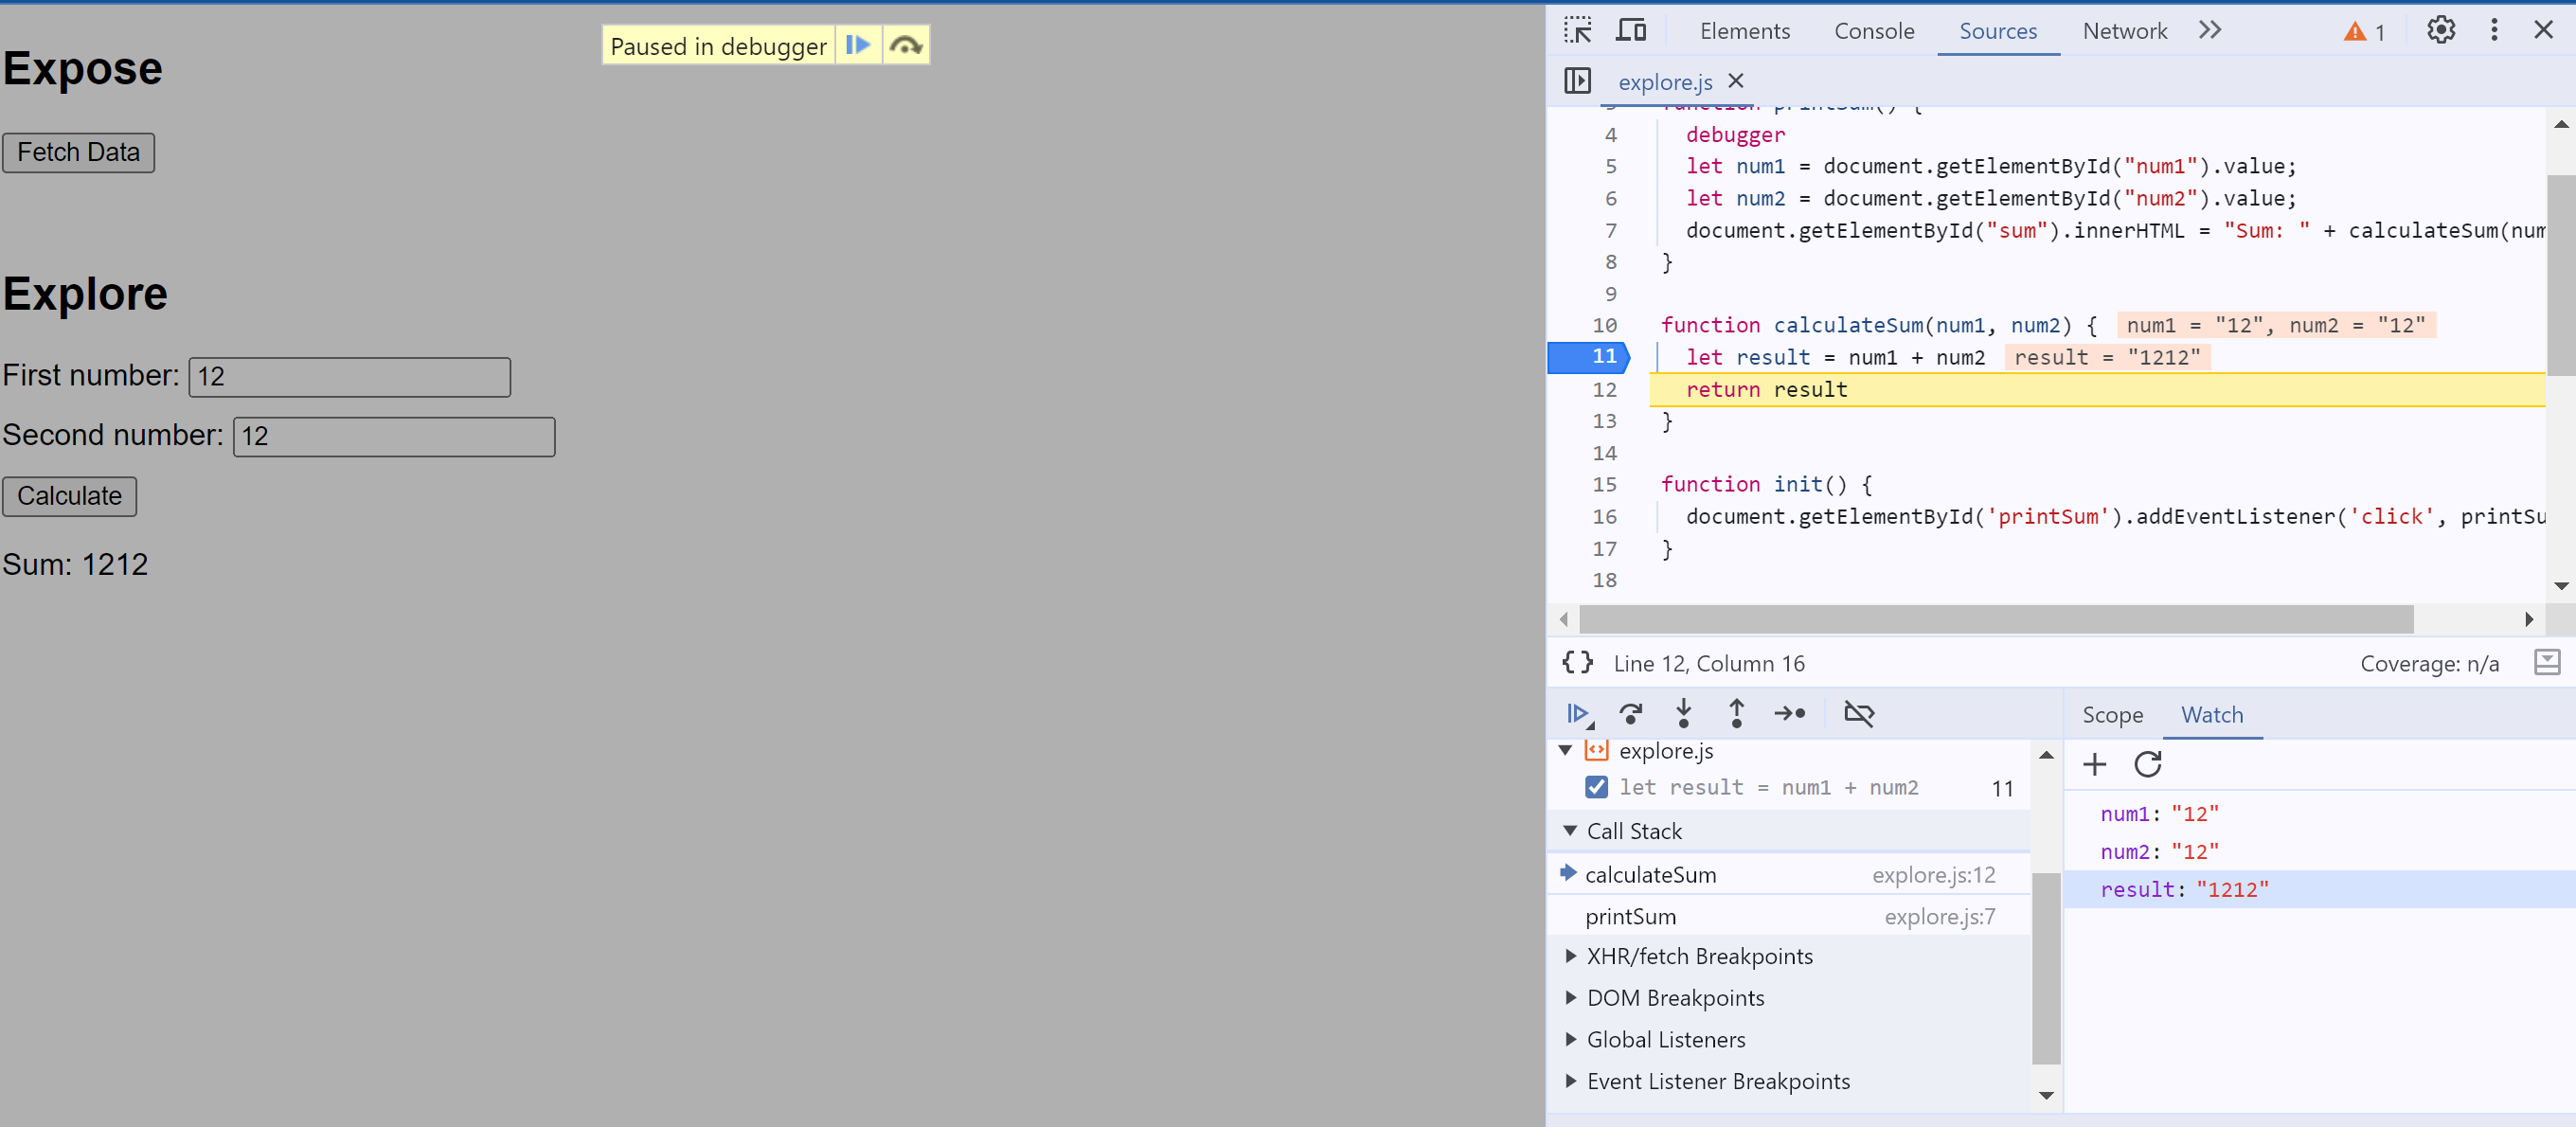 Expose
Paused in debugger
Fetch Data
Explore
First number: 12
Second number: 12
Calculate
Sum: 1212
Elements Console Sources Network 1
explore.js
3 function printSum() {
4 debugger
5 let num1 = document.getElementById("num1").value;
6 let num2 = document.getElementById("num2").value;
7 document.getElementById("sum").innerHTML = "Sum: " + calculateSum(num
8 }
9
10 function calculateSum(num1, num2) { num1 = "12", num2 = "12"
11 let result = num1 + num2 result = "1212"
12 return result
13 }
14
15 function init() {
16 document.getElementById('printSum').addEventListener('click', printSu
17 }
18
{} Line 12, Column 16 Coverage: n/a
explore.js
let result = num1 + num2 11
Call Stack
calculateSum explore.js:12
printSum explore.js:7
XHR/fetch Breakpoints
DOM Breakpoints
Global Listeners
Event Listener Breakpoints
Scope Watch
num1: "12"
num2: "12"
result: "1212"